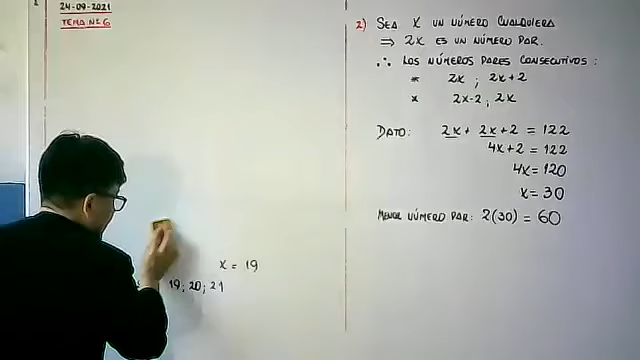 24-09-2021
TEMA N°6
x = 19
19; 20; 21
2) SEA X UN NÚMERO CUALQUIERA
⇒ 2X ES UN NÚMERO PAR.
∴ LOS NÚMEROS PARES CONSECUTIVOS:
* 2X ; 2X+2
* 2X-2 ; 2X
DATO: 2X + 2X + 2 = 122
4X + 2 = 122
4X = 120
X = 30
MENOR NÚMERO PAR: 2(30) = 60